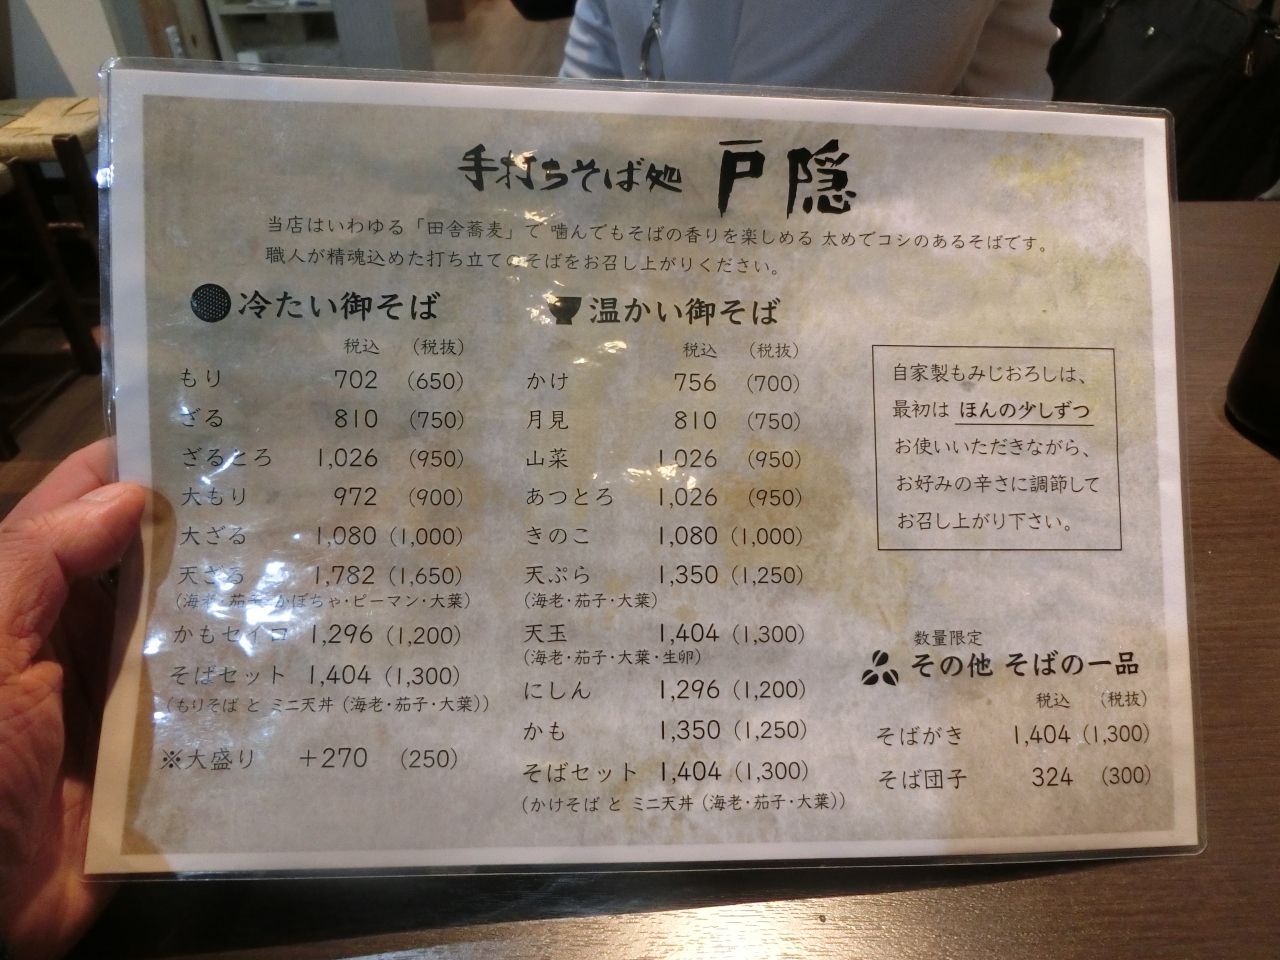 手打ちそば処 戸隠
当店はいわゆる「田舎蕎麦」で 噛んでもそばの香りを楽しめる 太めでコシのあるそばです。
職人が精魂込めた打ち立てのそばをお召し上がりください。
冷たい御そば
税込 (税抜)
もり 702 (650)
ざる 810 (750)
ざるとろ 1,026 (950)
大もり 972 (900)
大ざる 1,080 (1,000)
天ざる 1,782 (1,650)
(海老・茄子・かぼちゃ・ピーマン・大葉)
かもセイロ 1,296 (1,200)
そばセット 1,404 (1,300)
(もりそば と ミニ天丼 (海老・茄子・大葉))
※大盛り +270 (250)
温かい御そば
税込 (税抜)
かけ 756 (700)
月見 810 (750)
山菜 1,026 (950)
あつとろ 1,026 (950)
きのこ 1,080 (1,000)
天ぷら 1,350 (1,250)
(海老・茄子・大葉)
天玉 1,404 (1,300)
(海老・茄子・大葉・生卵)
にしん 1,296 (1,200)
かも 1,350 (1,250)
そばセット 1,404 (1,300)
(かけそば と ミニ天丼 (海老・茄子・大葉))
自家製もみじおろしは、
最初は ほんの少しずつ
お使いいただきながら、
お好みの辛さに調節して
お召し上がり下さい。
数量限定
その他 そばの一品
税込 (税抜)
そばがき 1,404 (1,300)
そば団子 324 (300)